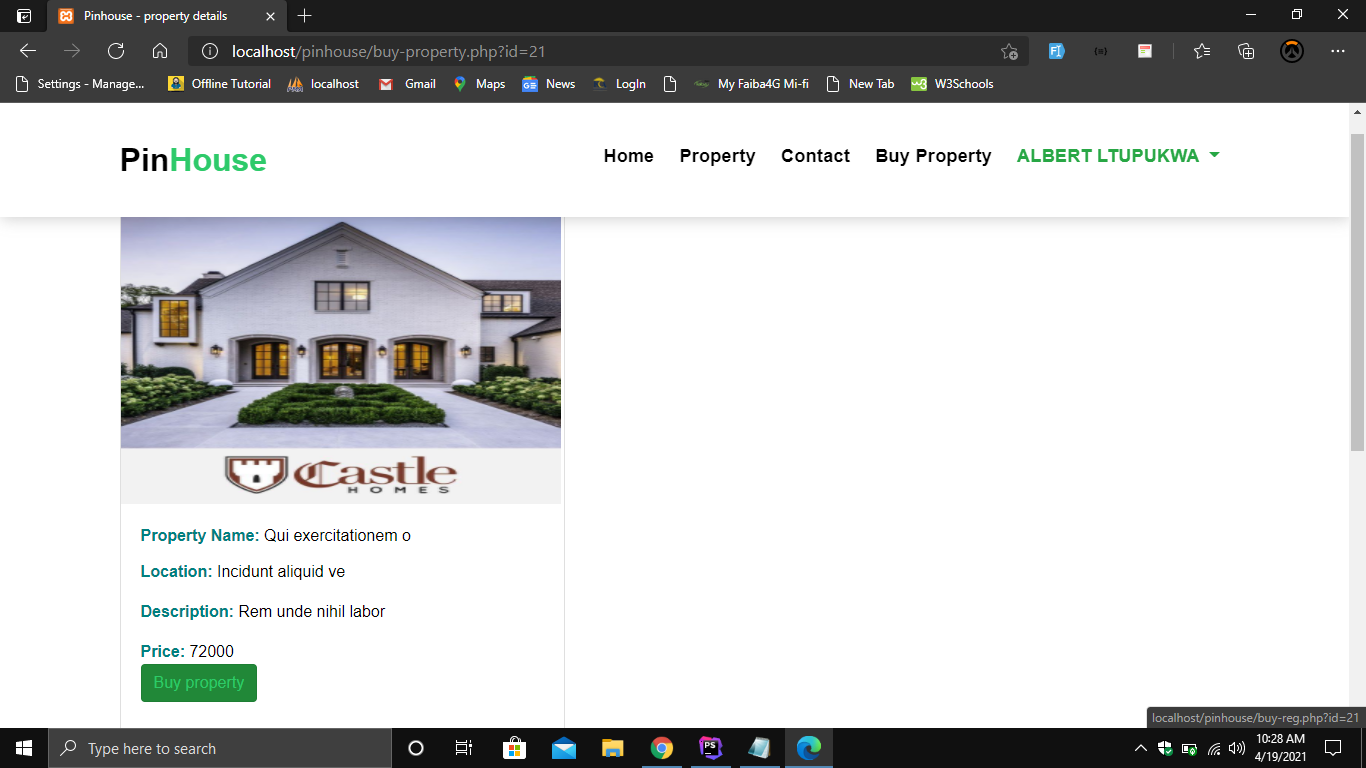 Pinhouse - property details
localhost/pinhouse/buy-property.php?id=21
Settings - Manage... Offline Tutorial localhost Gmail Maps News LogIn My Faiba4G Mi-fi New Tab W3Schools
PinHouse Home Property Contact Buy Property ALBERT LTUPUKWA
Castle
HOMES
Property Name: Qui exercitationem o
Location: Incidunt aliquid ve
Description: Rem unde nihil labor
Price: 72000
Buy property
localhost/pinhouse/buy-reg.php?id=21
Type here to search
PS
10:28 AM
4/19/2021